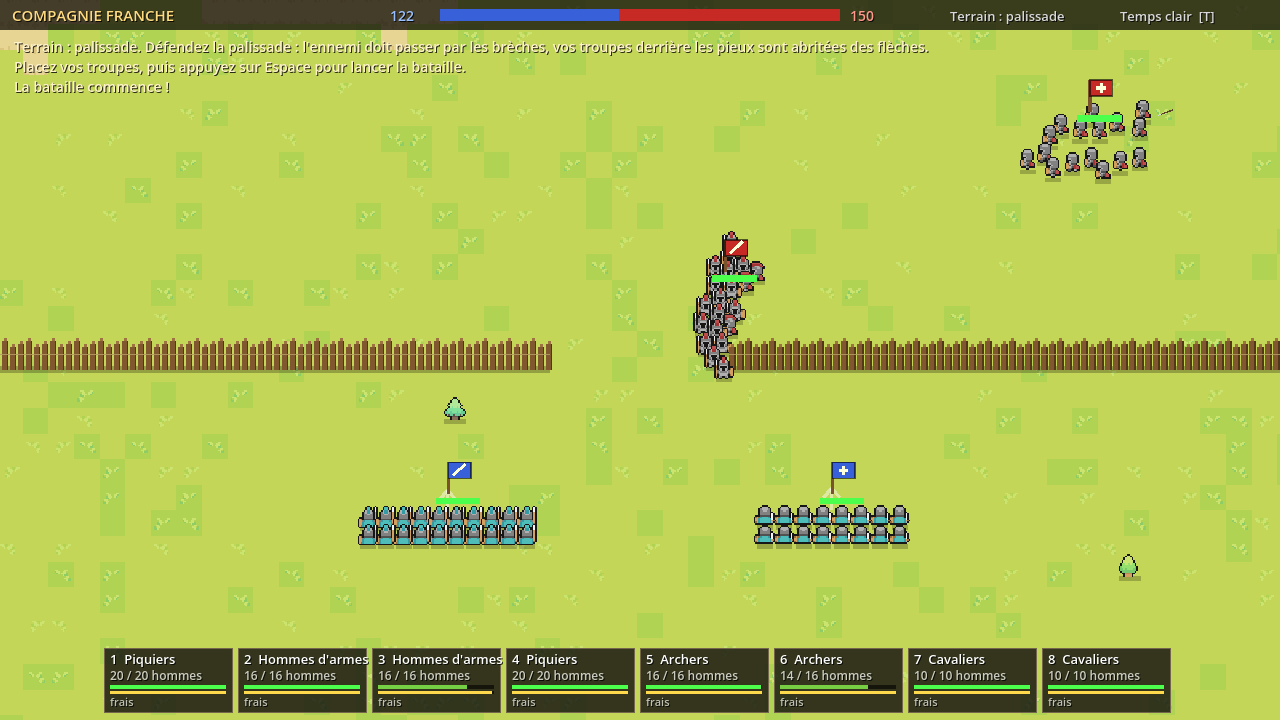 COMPAGNIE FRANCHE 122 150 Terrain : palissade Temps clair [T]
Terrain : palissade. Défendez la palissade : l'ennemi doit passer par les brèches, vos troupes derrière les pieux sont abritées des flèches.
Placez vos troupes, puis appuyez sur Espace pour lancer la bataille.
La bataille commence !
1 Piquiers
20 / 20 hommes
frais
2 Hommes d'armes
16 / 16 hommes
frais
3 Hommes d'armes
16 / 16 hommes
frais
4 Piquiers
20 / 20 hommes
frais
5 Archers
16 / 16 hommes
frais
6 Archers
14 / 16 hommes
frais
7 Cavaliers
10 / 10 hommes
frais
8 Cavaliers
10 / 10 hommes
frais